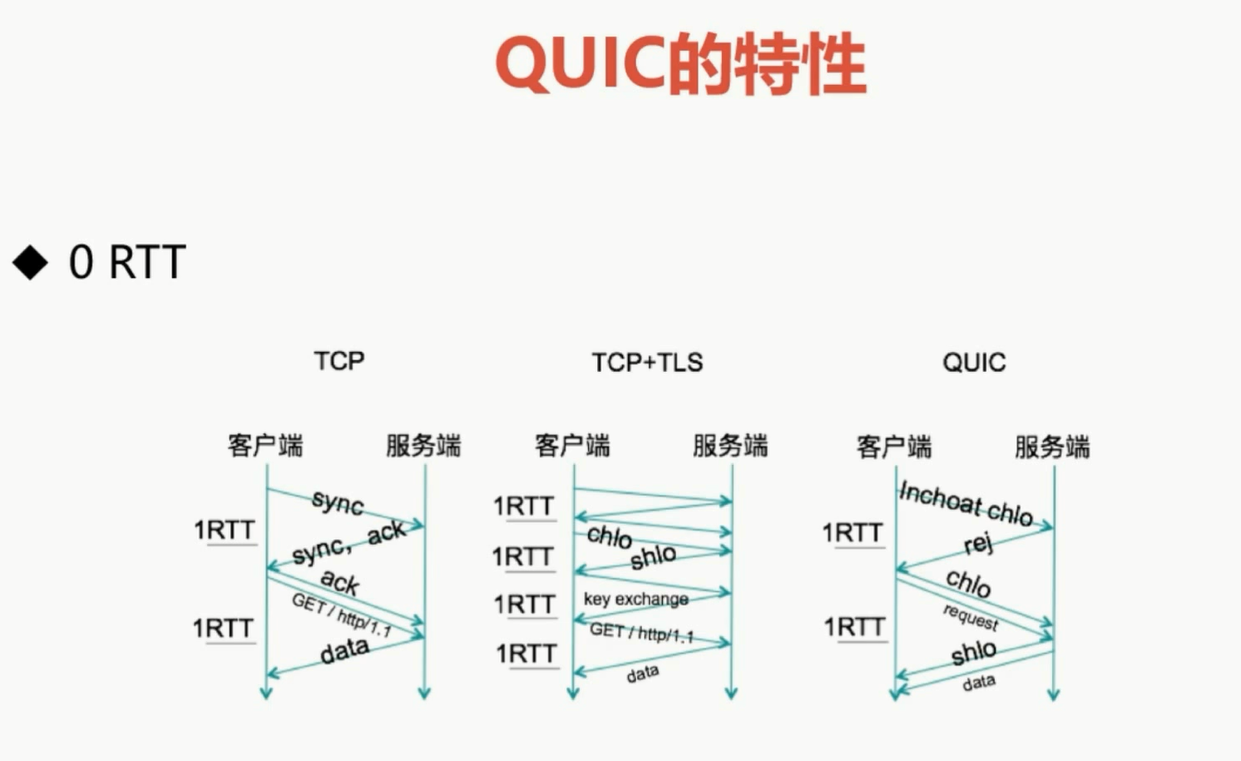 QUIC的特性
◆ 0 RTT
TCP
客户端 服务端
sync
1RTT
sync, ack
ack
GET / http/1.1
1RTT
data
TCP+TLS
客户端 服务端
1RTT
chlo
shlo
1RTT
key exchange
1RTT
GET / http/1.1
1RTT
data
QUIC
客户端 服务端
Inchoat chlo
1RTT
rej
chlo
request
1RTT
shlo
data